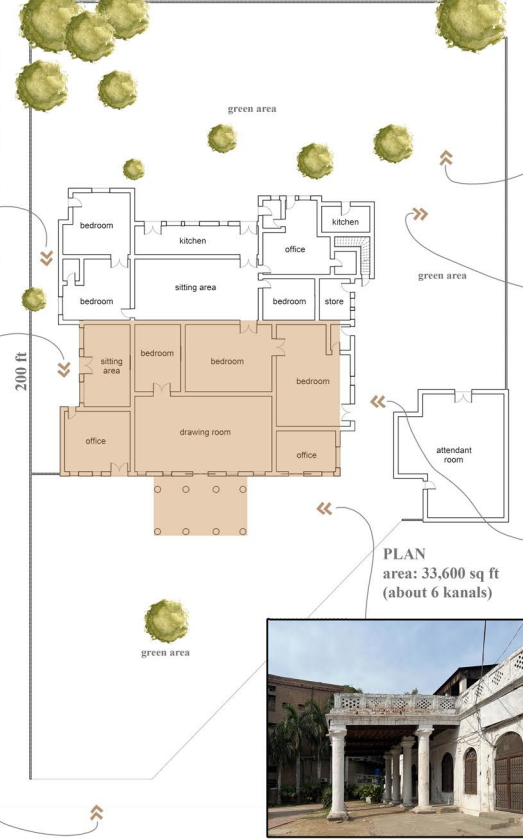 green area
bedroom
kitchen
kitchen
office
green area
bedroom
sitting area
bedroom
store
sitting
area
bedroom
bedroom
bedroom
200 ft
office
drawing room
office
attendant
room
PLAN
area: 33,600 sq ft
(about 6 kanals)
green area